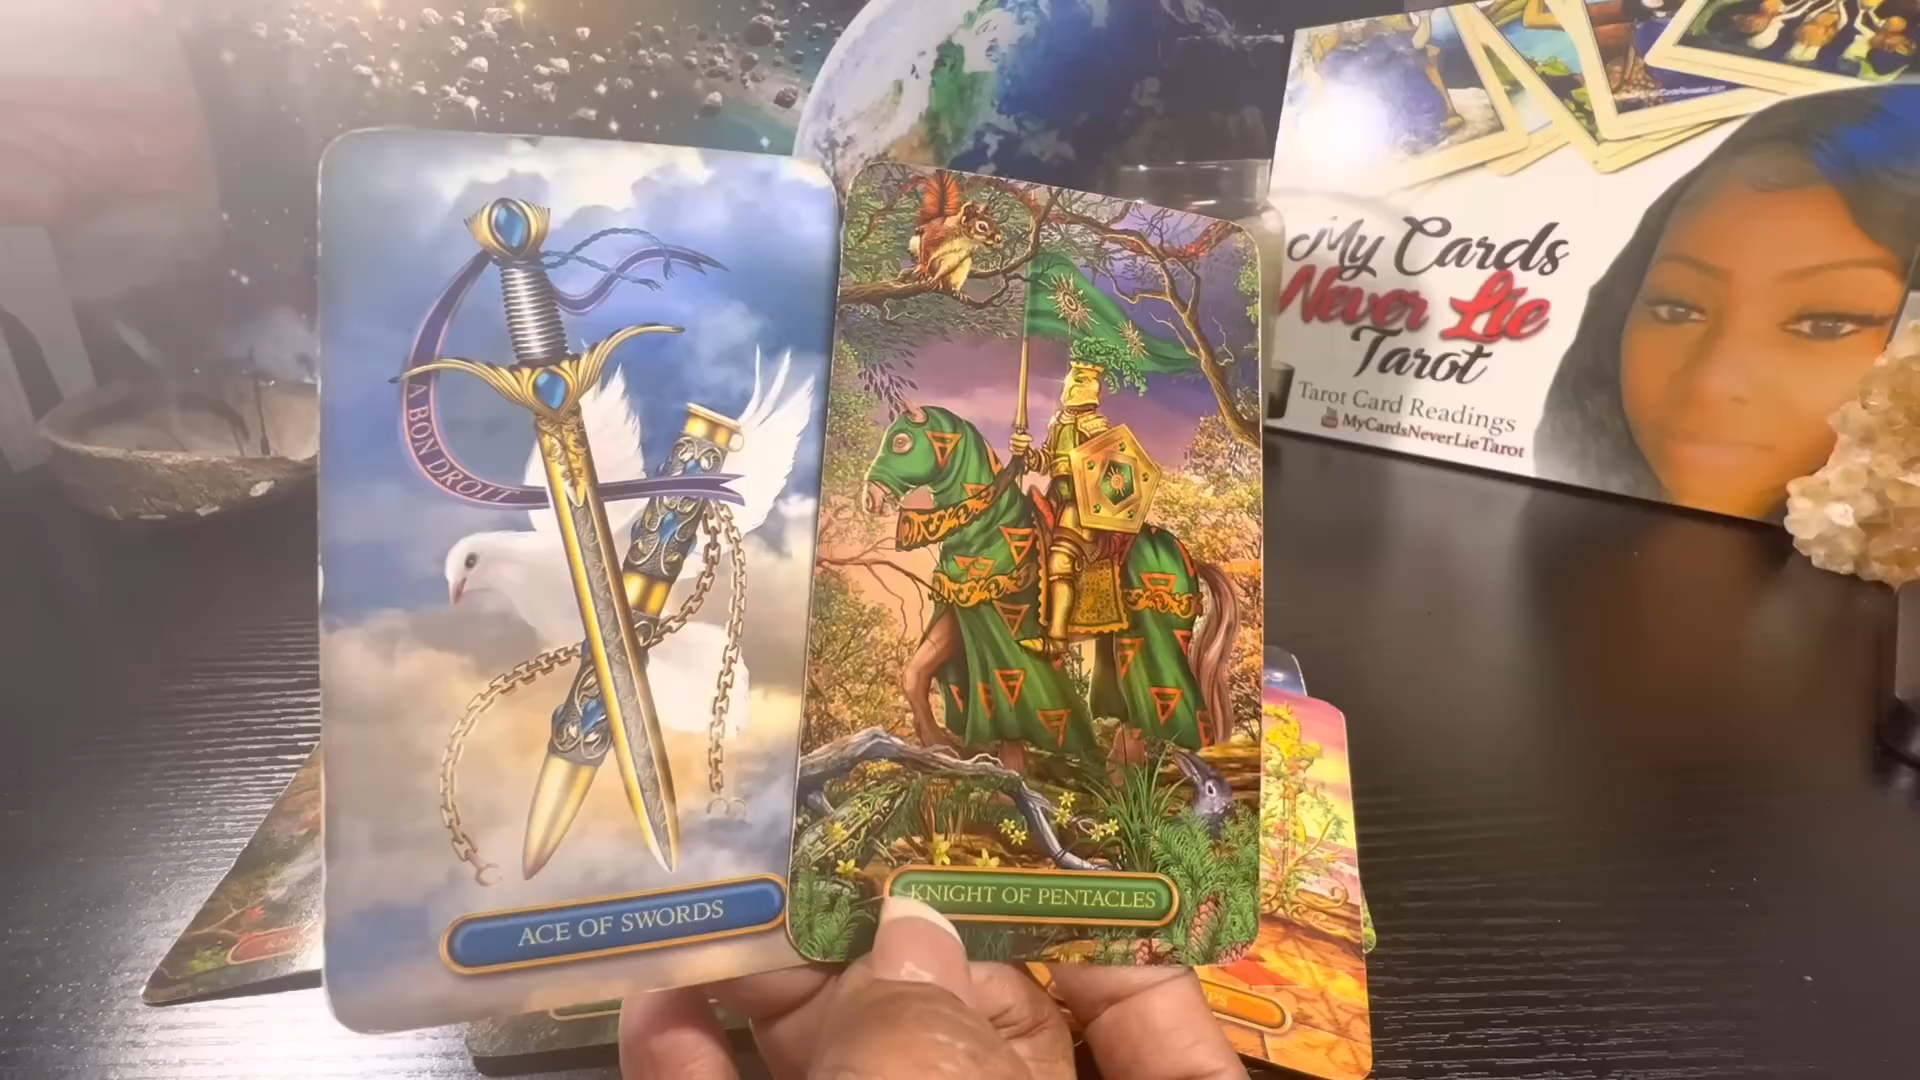 A BON DROIT
ACE OF SWORDS
KNIGHT OF PENTACLES
My Cards
Never Lie
Tarot
Tarot Card Readings
MyCardsNeverLieTarot